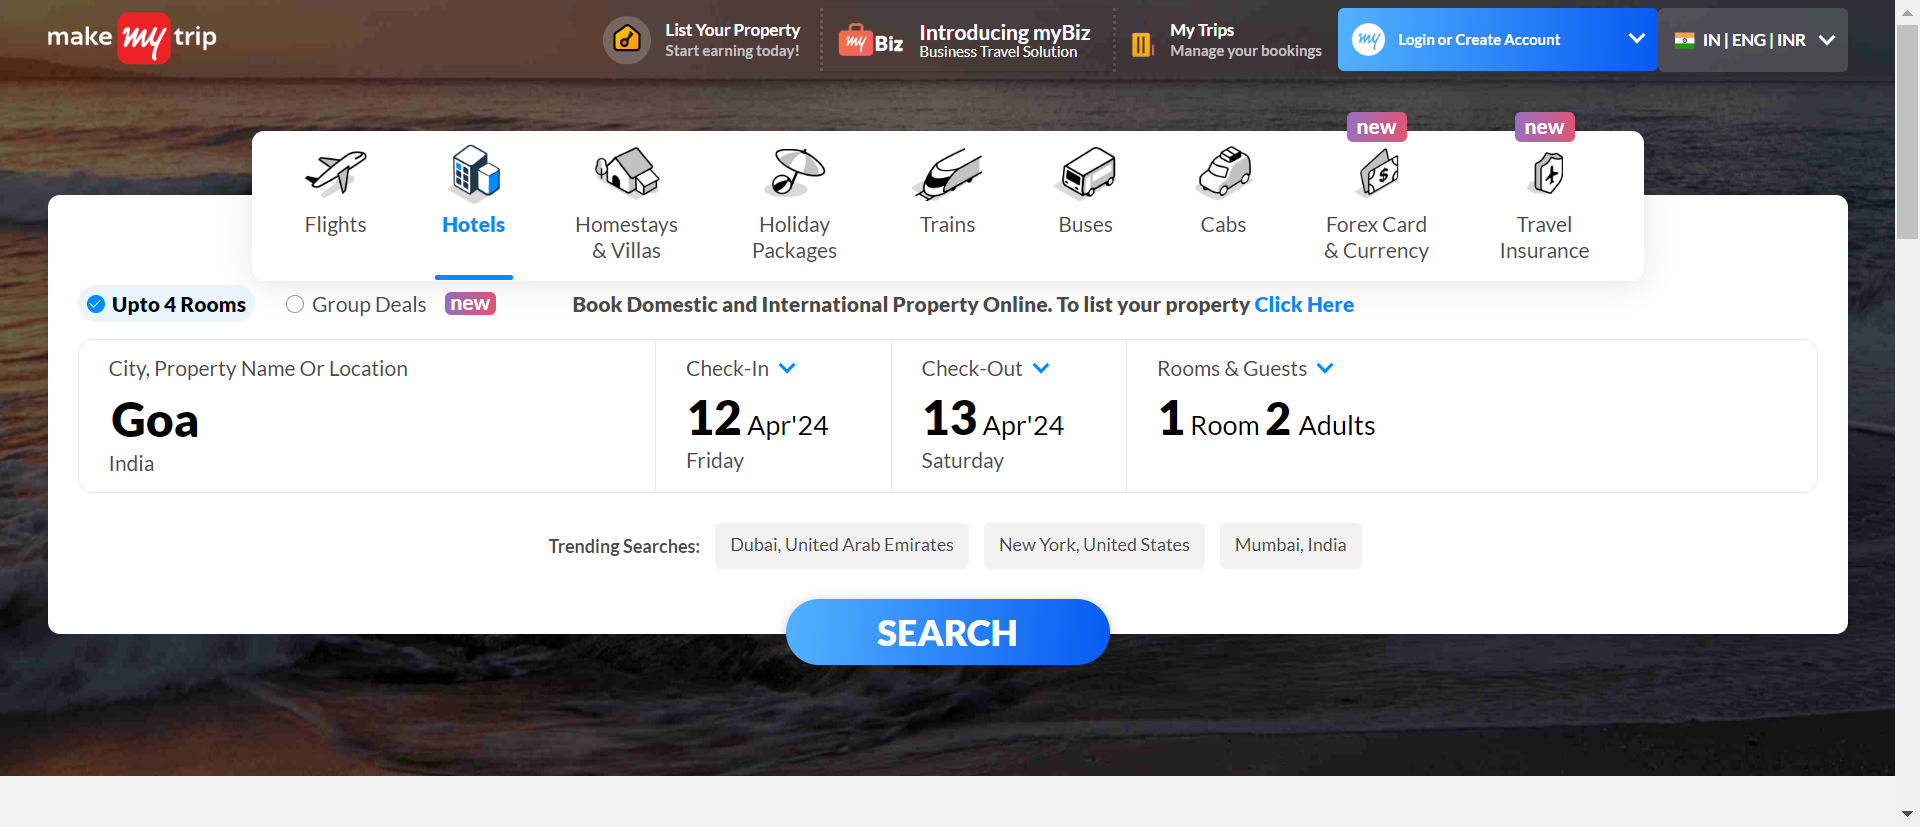 make my trip
List Your Property
Start earning today!
my Biz
Introducing myBiz
Business Travel Solution
My Trips
Manage your bookings
my Login or Create Account
IN | ENG | INR
new
new
Flights
Hotels
Homestays
& Villas
Holiday
Packages
Trains
Buses
Cabs
Forex Card
& Currency
Travel
Insurance
Upto 4 Rooms
Group Deals new
Book Domestic and International Property Online. To list your property Click Here
City, Property Name Or Location
Goa
India
Check-In
12 Apr'24
Friday
Check-Out
13 Apr'24
Saturday
Rooms & Guests
1 Room 2 Adults
Trending Searches: Dubai, United Arab Emirates New York, United States Mumbai, India
SEARCH